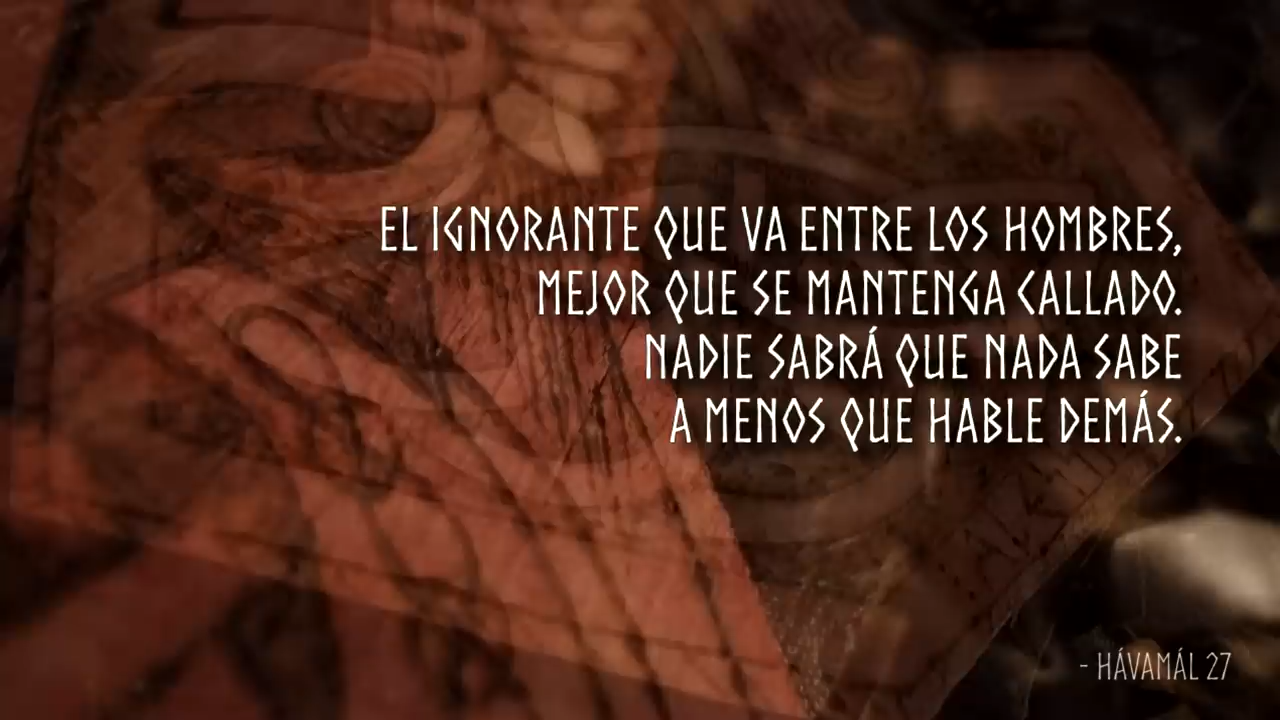 EL IGNORANTE QUE VA ENTRE LOS HOMBRES,
MEJOR QUE SE MANTENGA CALLADO.
NADIE SABRÁ QUE NADA SABE
A MENOS QUE HABLE DEMÁS.
- HÁVAMÁL 27